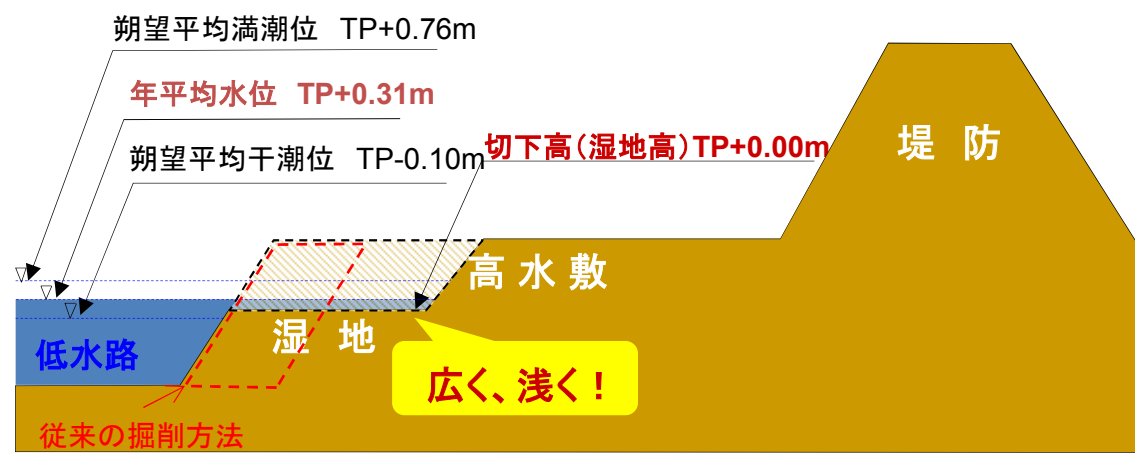 朔望平均満潮位 TP+0.76m
年平均水位 TP+0.31m
朔望平均干潮位 TP-0.10m
切下高(湿地高)TP+0.00m
堤 防
高 水 敷
湿 地
低水路
広く、浅く!
従来の掘削方法